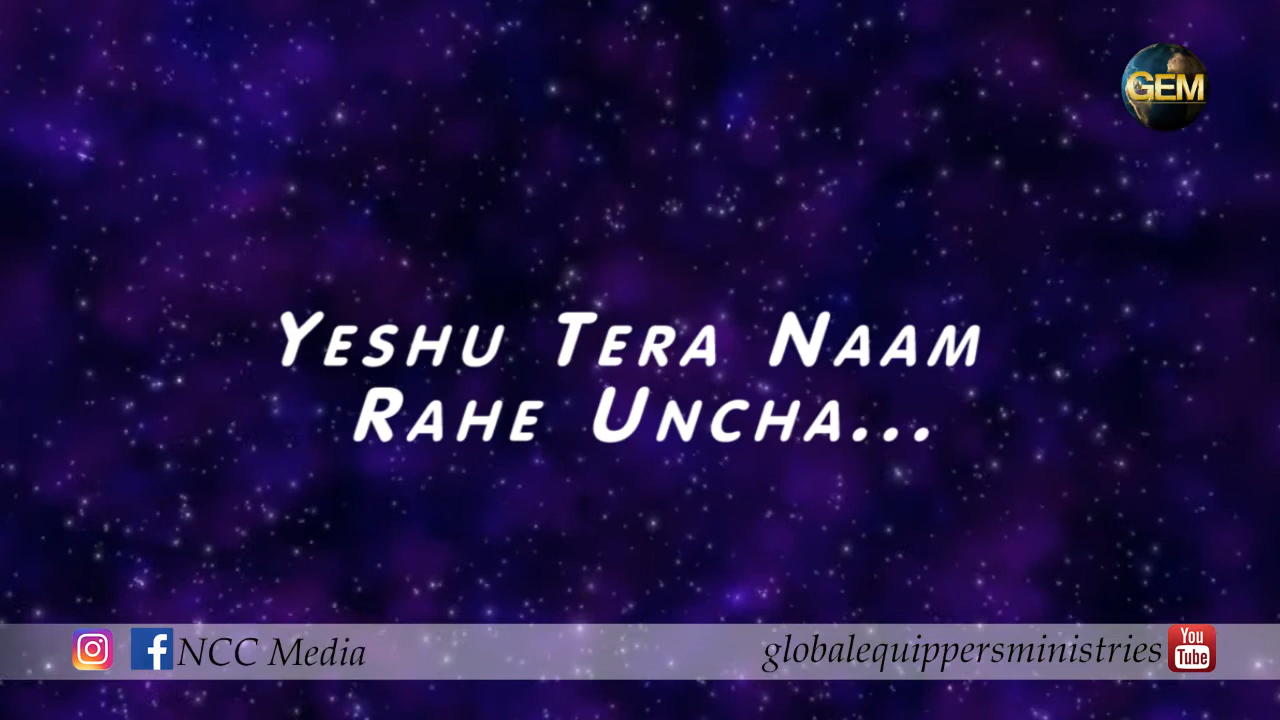 GEM
YESHU TERA NAAM
RAHE UNCHA...
NCC Media
globalequippersministries
You
Tube